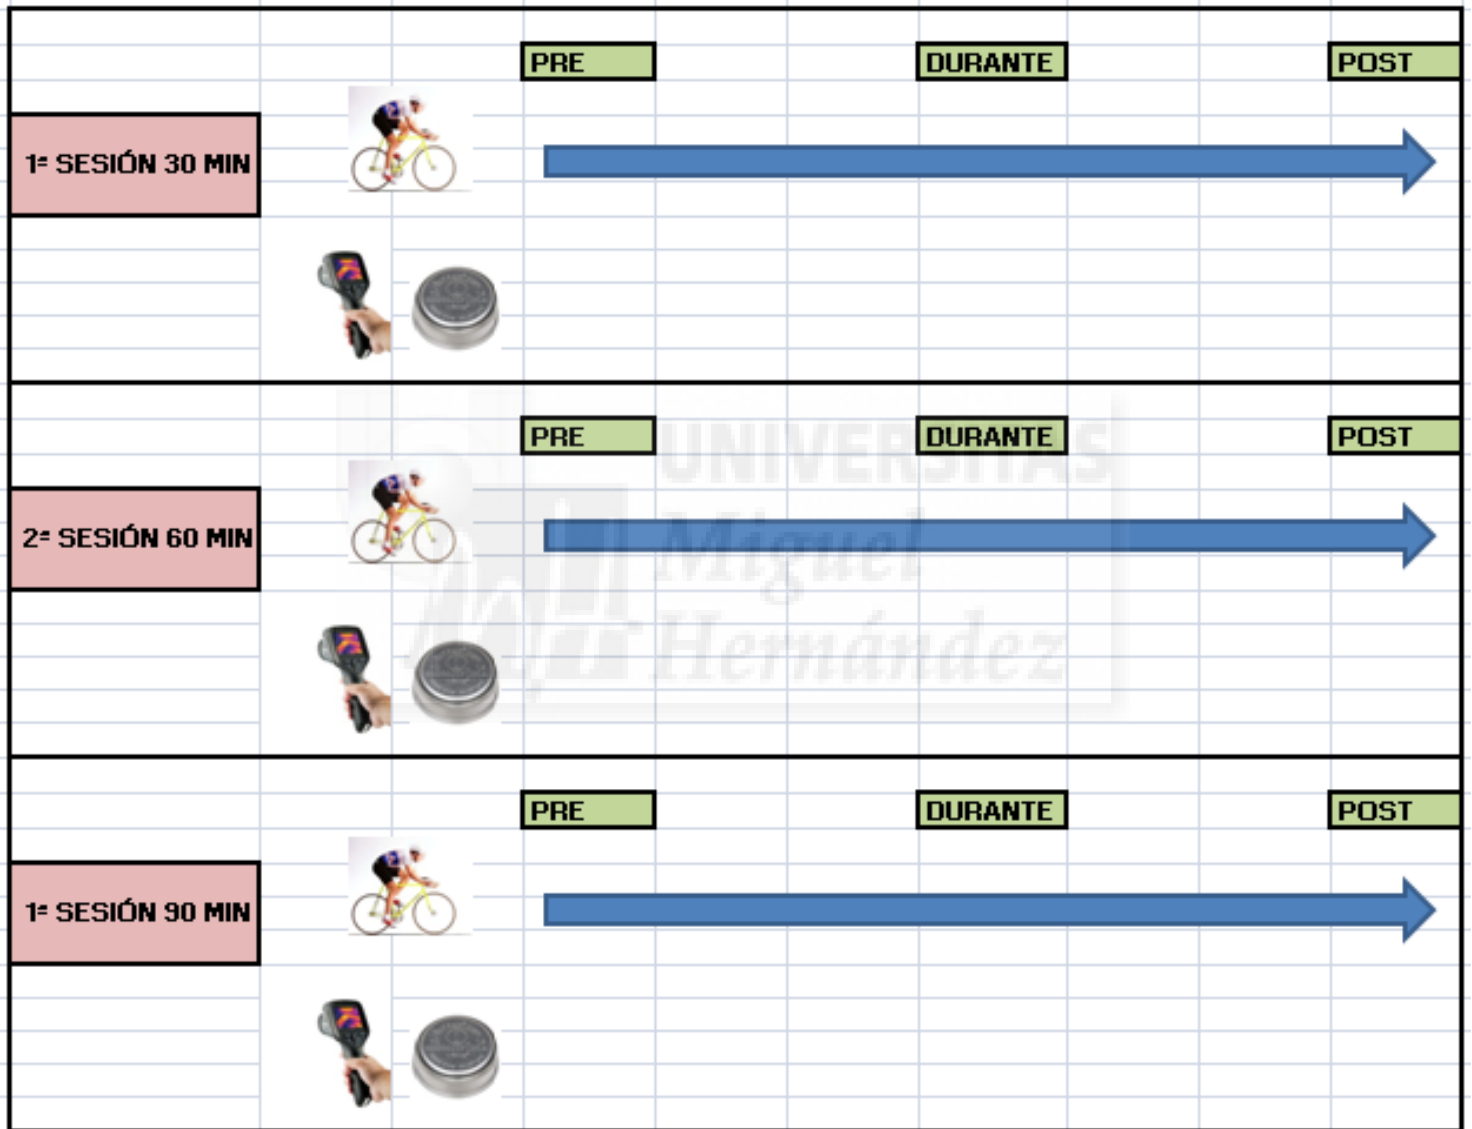 PRE DURANTE POST
1ª SESIÓN 30 MIN
PRE DURANTE POST
UNIVERSITAS
2ª SESIÓN 60 MIN
Miguel
Hernández
PRE DURANTE POST
1ª SESIÓN 90 MIN